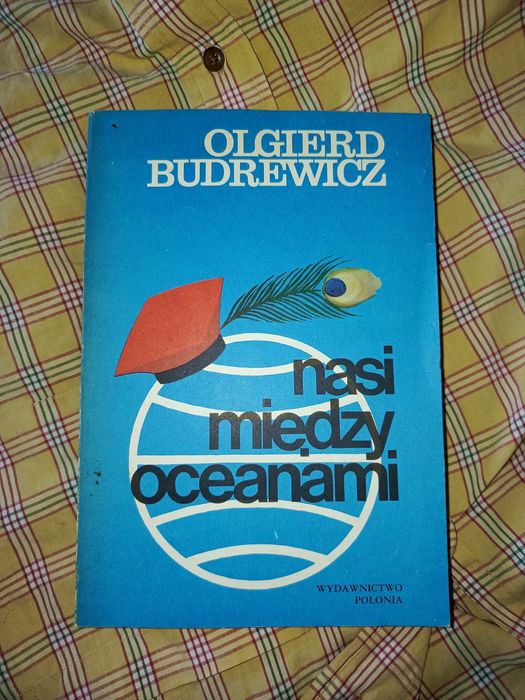 OLGIERD
BUDREWICZ
nasi
między
oceanami
WYDAWNICTWO
POLONIA